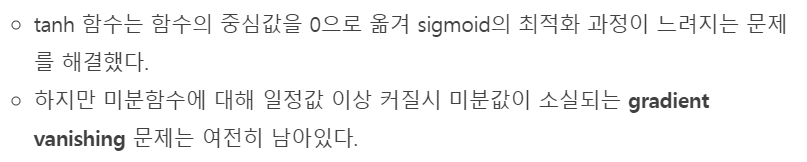 ◦ tanh 함수는 함수의 중심값을 0으로 옮겨 sigmoid의 최적화 과정이 느려지는 문제
를 해결했다.
◦ 하지만 미분함수에 대해 일정값 이상 커질시 미분값이 소실되는 gradient
vanishing 문제는 여전히 남아있다.